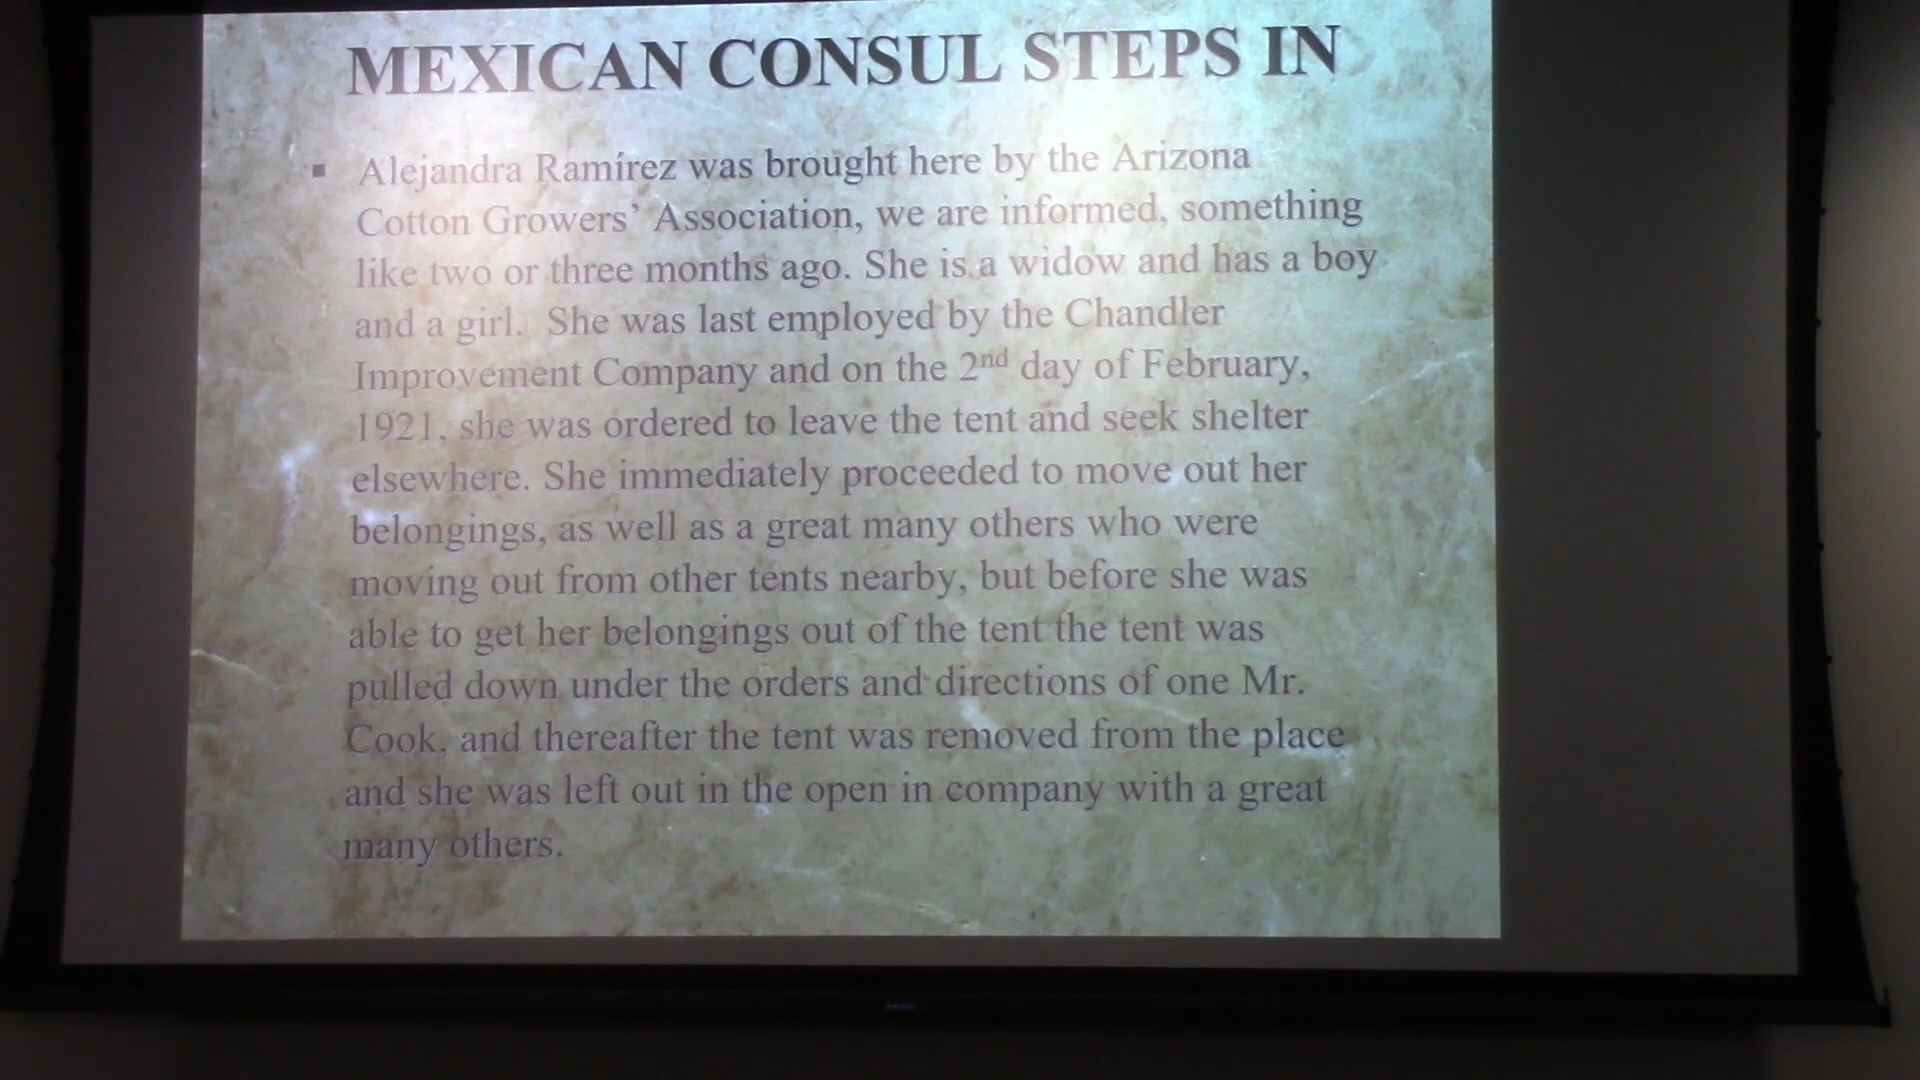 MEXICAN CONSUL STEPS IN
▪ Alejandra Ramírez was brought here by the Arizona
Cotton Growers’ Association, we are informed, something
like two or three months ago. She is a widow and has a boy
and a girl. She was last employed by the Chandler
Improvement Company and on the 2nd day of February,
1921, she was ordered to leave the tent and seek shelter
elsewhere. She immediately proceeded to move out her
belongings, as well as a great many others who were
moving out from other tents nearby, but before she was
able to get her belongings out of the tent the tent was
pulled down under the orders and directions of one Mr.
Cook, and thereafter the tent was removed from the place
and she was left out in the open in company with a great
many others.